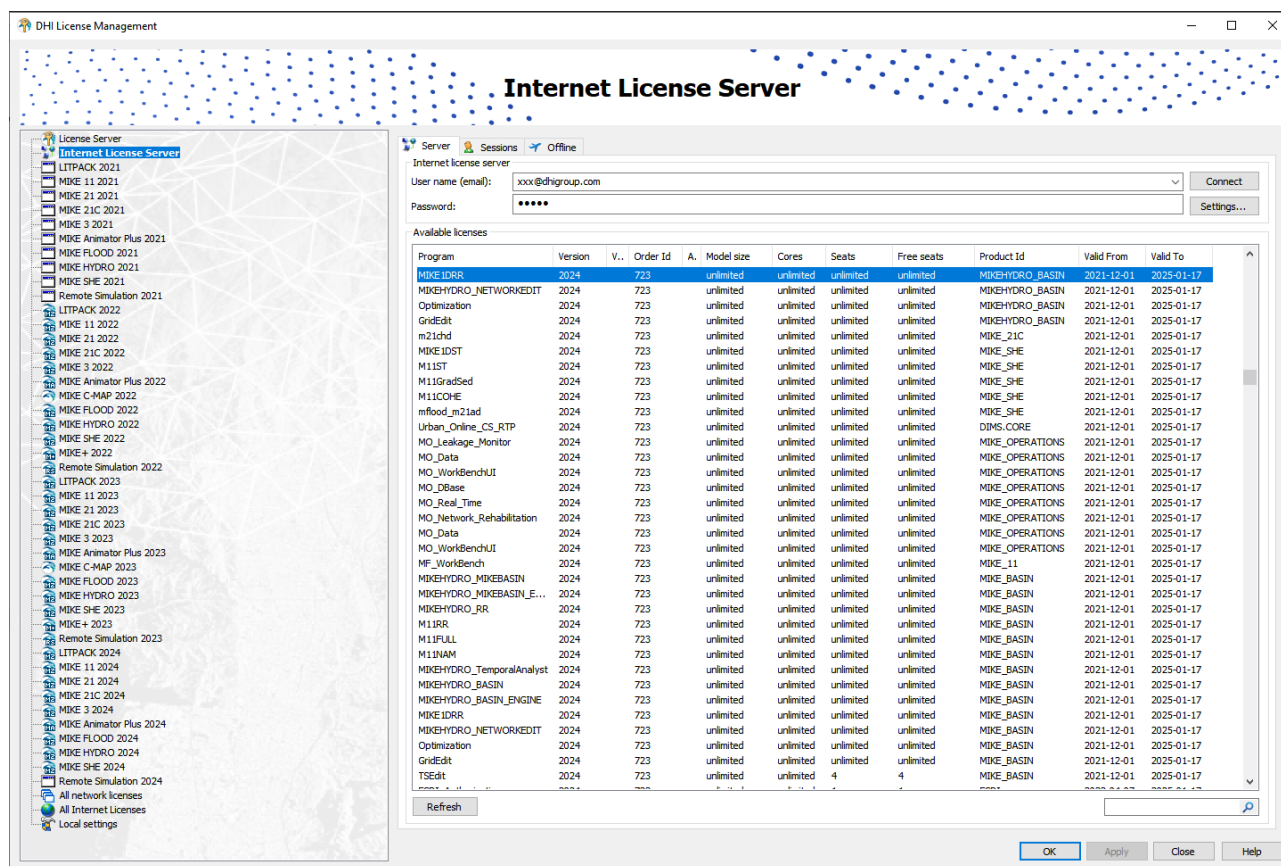 DHI License Management
Internet License Server
License Server
Internet License Server
LITPACK 2021
MIKE 11 2021
MIKE 21 2021
MIKE 21C 2021
MIKE 3 2021
MIKE Animator Plus 2021
MIKE FLOOD 2021
MIKE HYDRO 2021
MIKE SHE 2021
Remote Simulation 2021
LITPACK 2022
MIKE 11 2022
MIKE 21 2022
MIKE 21C 2022
MIKE 3 2022
MIKE Animator Plus 2022
MIKE C-MAP 2022
MIKE FLOOD 2022
MIKE HYDRO 2022
MIKE SHE 2022
MIKE+ 2022
Remote Simulation 2022
LITPACK 2023
MIKE 11 2023
MIKE 21 2023
MIKE 21C 2023
MIKE 3 2023
MIKE Animator Plus 2023
MIKE C-MAP 2023
MIKE FLOOD 2023
MIKE HYDRO 2023
MIKE SHE 2023
MIKE+ 2023
Remote Simulation 2023
LITPACK 2024
MIKE 11 2024
MIKE 21 2024
MIKE 21C 2024
MIKE 3 2024
MIKE Animator Plus 2024
MIKE FLOOD 2024
MIKE HYDRO 2024
MIKE SHE 2024
Remote Simulation 2024
All network licenses
All Internet Licenses
Local settings
Server Sessions Offline
Internet license server
User name (email): xxx@dhigroup.com Connect
Password: ●●●●● Settings...
Available licenses
Program Version V.. Order Id A. Model size Cores Seats Free seats Product Id Valid From Valid To
MIKE1DRR 2024 723 unlimited unlimited unlimited unlimited MIKEHYDRO_BASIN 2021-12-01 2025-01-17
MIKEHYDRO_NETWORKEDIT 2024 723 unlimited unlimited unlimited unlimited MIKEHYDRO_BASIN 2021-12-01 2025-01-17
Optimization 2024 723 unlimited unlimited unlimited unlimited MIKEHYDRO_BASIN 2021-12-01 2025-01-17
GridEdit 2024 723 unlimited unlimited unlimited unlimited MIKEHYDRO_BASIN 2021-12-01 2025-01-17
m21chd 2024 723 unlimited unlimited unlimited unlimited MIKE_21C 2021-12-01 2025-01-17
MIKE1DST 2024 723 unlimited unlimited unlimited unlimited MIKE_SHE 2021-12-01 2025-01-17
M11ST 2024 723 unlimited unlimited unlimited unlimited MIKE_SHE 2021-12-01 2025-01-17
M11GradSed 2024 723 unlimited unlimited unlimited unlimited MIKE_SHE 2021-12-01 2025-01-17
M11COHE 2024 723 unlimited unlimited unlimited unlimited MIKE_SHE 2021-12-01 2025-01-17
mflood_m21ad 2024 723 unlimited unlimited unlimited unlimited MIKE_SHE 2021-12-01 2025-01-17
Urban_Online_CS_RTP 2024 723 unlimited unlimited unlimited unlimited DIMS.CORE 2021-12-01 2025-01-17
MO_Leakage_Monitor 2024 723 unlimited unlimited unlimited unlimited MIKE_OPERATIONS 2021-12-01 2025-01-17
MO_Data 2024 723 unlimited unlimited unlimited unlimited MIKE_OPERATIONS 2021-12-01 2025-01-17
MO_WorkBenchUI 2024 723 unlimited unlimited unlimited unlimited MIKE_OPERATIONS 2021-12-01 2025-01-17
MO_DBase 2024 723 unlimited unlimited unlimited unlimited MIKE_OPERATIONS 2021-12-01 2025-01-17
MO_Real_Time 2024 723 unlimited unlimited unlimited unlimited MIKE_OPERATIONS 2021-12-01 2025-01-17
MO_Network_Rehabilitation 2024 723 unlimited unlimited unlimited unlimited MIKE_OPERATIONS 2021-12-01 2025-01-17
MO_Data 2024 723 unlimited unlimited unlimited unlimited MIKE_OPERATIONS 2021-12-01 2025-01-17
MO_WorkBenchUI 2024 723 unlimited unlimited unlimited unlimited MIKE_OPERATIONS 2021-12-01 2025-01-17
MF_WorkBench 2024 723 unlimited unlimited unlimited unlimited MIKE_11 2021-12-01 2025-01-17
MIKEHYDRO_MIKEBASIN 2024 723 unlimited unlimited unlimited unlimited MIKE_BASIN 2021-12-01 2025-01-17
MIKEHYDRO_MIKEBASIN_E... 2024 723 unlimited unlimited unlimited unlimited MIKE_BASIN 2021-12-01 2025-01-17
MIKEHYDRO_RR 2024 723 unlimited unlimited unlimited unlimited MIKE_BASIN 2021-12-01 2025-01-17
M11RR 2024 723 unlimited unlimited unlimited unlimited MIKE_BASIN 2021-12-01 2025-01-17
M11FULL 2024 723 unlimited unlimited unlimited unlimited MIKE_BASIN 2021-12-01 2025-01-17
M11NAM 2024 723 unlimited unlimited unlimited unlimited MIKE_BASIN 2021-12-01 2025-01-17
MIKEHYDRO_TemporalAnalyst 2024 723 unlimited unlimited unlimited unlimited MIKE_BASIN 2021-12-01 2025-01-17
MIKEHYDRO_BASIN 2024 723 unlimited unlimited unlimited unlimited MIKE_BASIN 2021-12-01 2025-01-17
MIKEHYDRO_BASIN_ENGINE 2024 723 unlimited unlimited unlimited unlimited MIKE_BASIN 2021-12-01 2025-01-17
MIKE1DRR 2024 723 unlimited unlimited unlimited unlimited MIKE_BASIN 2021-12-01 2025-01-17
MIKEHYDRO_NETWORKEDIT 2024 723 unlimited unlimited unlimited unlimited MIKE_BASIN 2021-12-01 2025-01-17
Optimization 2024 723 unlimited unlimited unlimited unlimited MIKE_BASIN 2021-12-01 2025-01-17
GridEdit 2024 723 unlimited unlimited unlimited unlimited MIKE_BASIN 2021-12-01 2025-01-17
TSEdit 2024 723 unlimited unlimited 4 4 MIKE_BASIN 2021-12-01 2025-01-17
Refresh
OK Apply Close Help